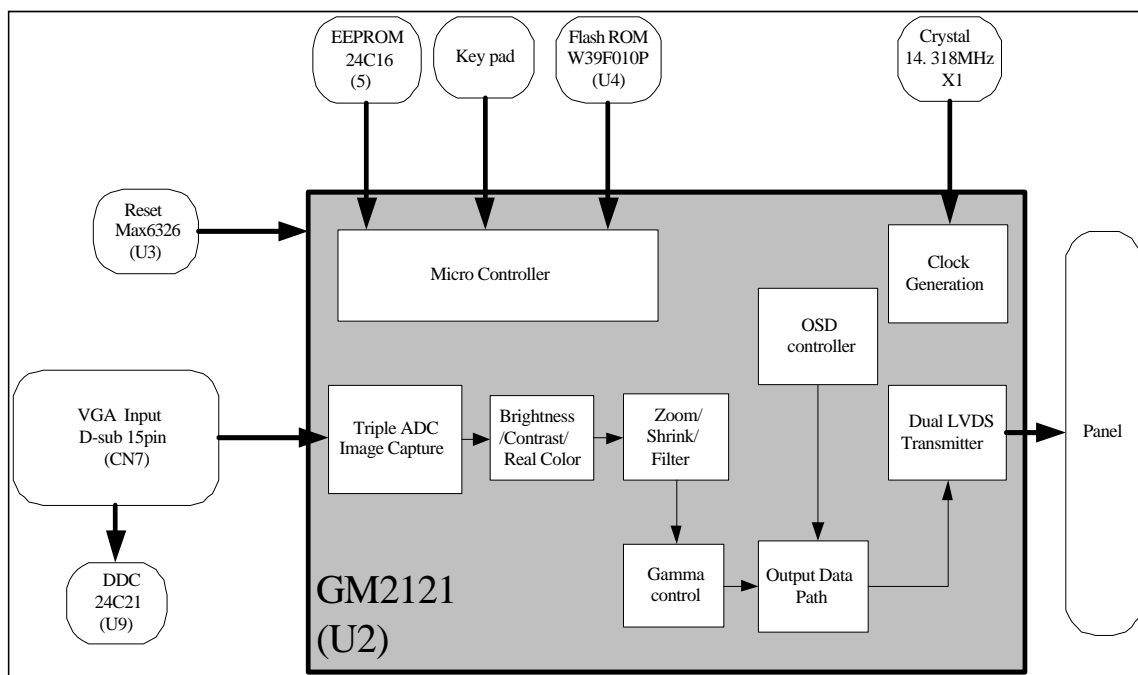 EEPROM
24C16
(5)
Key pad
Flash ROM
W39F010P
(U4)
Crystal
14. 318MHz
X1
Reset
Max6326
(U3)
Micro Controller
Clock
Generation
OSD
controller
VGA Input
D-sub 15pin
(CN7)
Triple ADC
Image Capture
Brightness
/Contrast/
Real Color
Zoom/
Shrink/
Filter
Dual LVDS
Transmitter
Panel
DDC
24C21
(U9)
GM2121
(U2)
Gamma
control
Output Data
Path